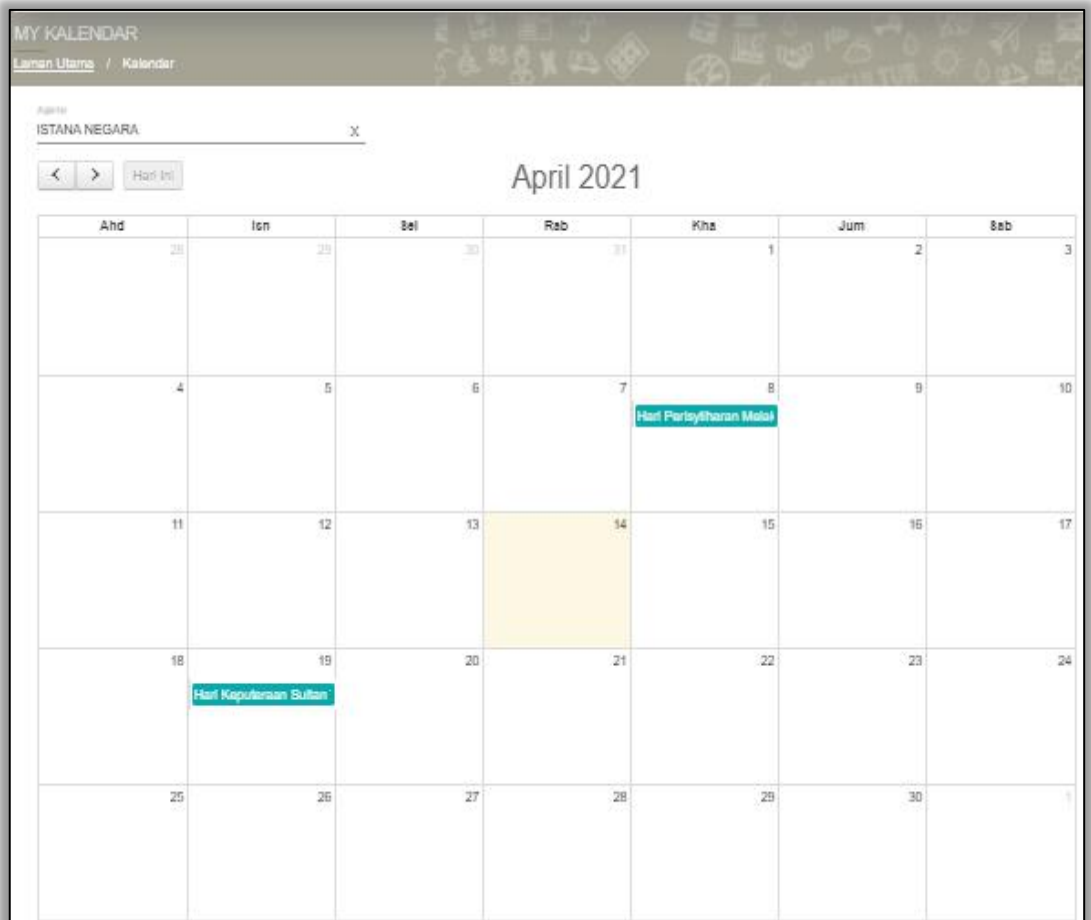 MY KALENDAR
Laman Utama / Kalendar
Agensi
ISTANA NEGARA X
< > Hari Ini
April 2021
Ahd Isn Sel Rab Kha Jum Sab
28 29 30 31 1 2 3
4 5 6 7 8 9 10
Hari Perisytiharan Melak
11 12 13 14 15 16 17
18 19 20 21 22 23 24
Hari Keputeraan Sultan
25 26 27 28 29 30 1